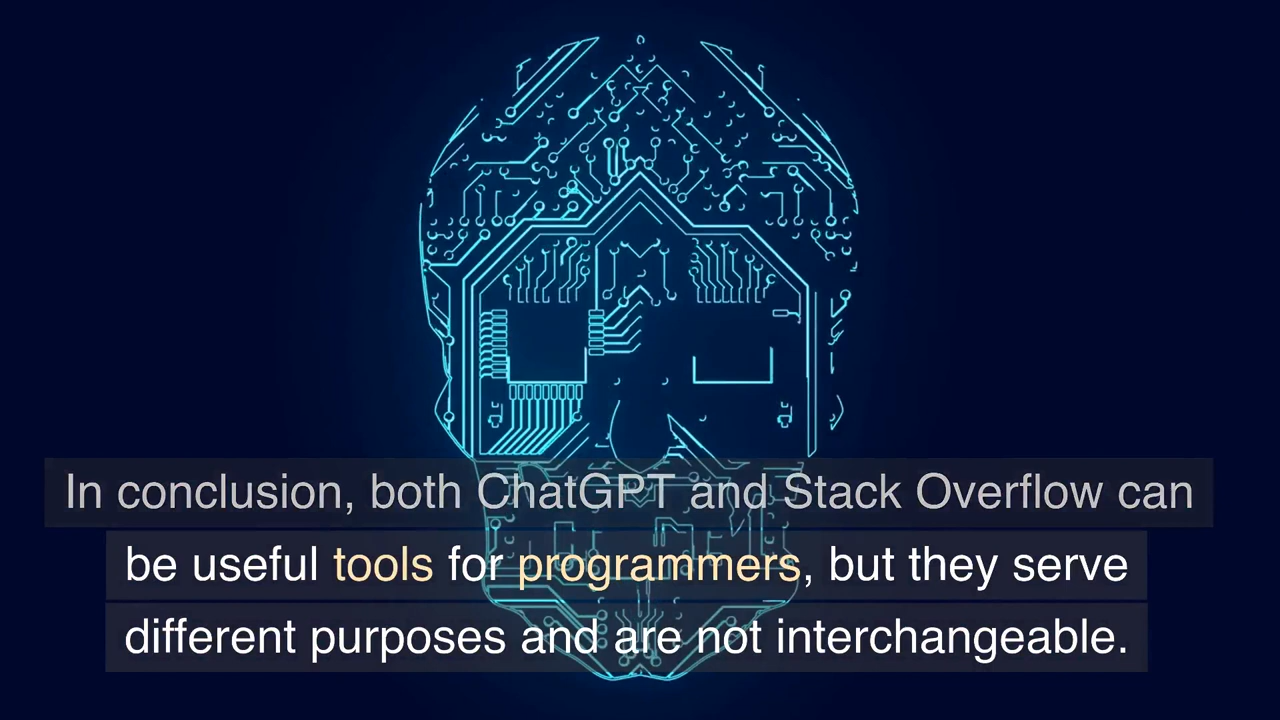 In conclusion, both ChatGPT and Stack Overflow can
be useful tools for programmers, but they serve
different purposes and are not interchangeable.